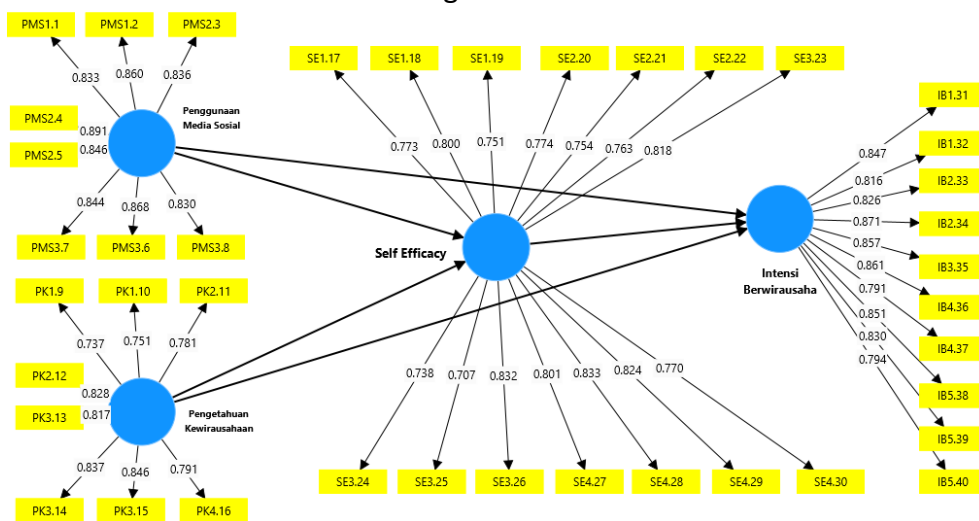 PMS1.1
PMS1.2
PMS2.3
0.833
0.860
0.836
PMS2.4
PMS2.5
0.891
0.846
Penggunaan
Media Sosial
0.844
0.868
0.830
PMS3.7
PMS3.6
PMS3.8
PK1.9
PK1.10
PK2.11
0.737
0.751
0.781
PK2.12
PK3.13
0.828
0.817
Pengetahuan
Kewirausahaan
0.837
0.846
0.791
PK3.14
PK3.15
PK4.16
SE1.17
SE1.18
SE1.19
SE2.20
SE2.21
SE2.22
SE3.23
0.773
0.800
0.751
0.774
0.754
0.763
0.818
Self Efficacy
0.738
0.707
0.832
0.801
0.833
0.824
0.770
SE3.24
SE3.25
SE3.26
SE4.27
SE4.28
SE4.29
SE4.30
Intensi
Berwirausaha
0.847
0.816
0.826
0.871
0.857
0.861
0.791
0.851
0.830
0.794
IB1.31
IB1.32
IB2.33
IB2.34
IB3.35
IB4.36
IB4.37
IB5.38
IB5.39
IB5.40